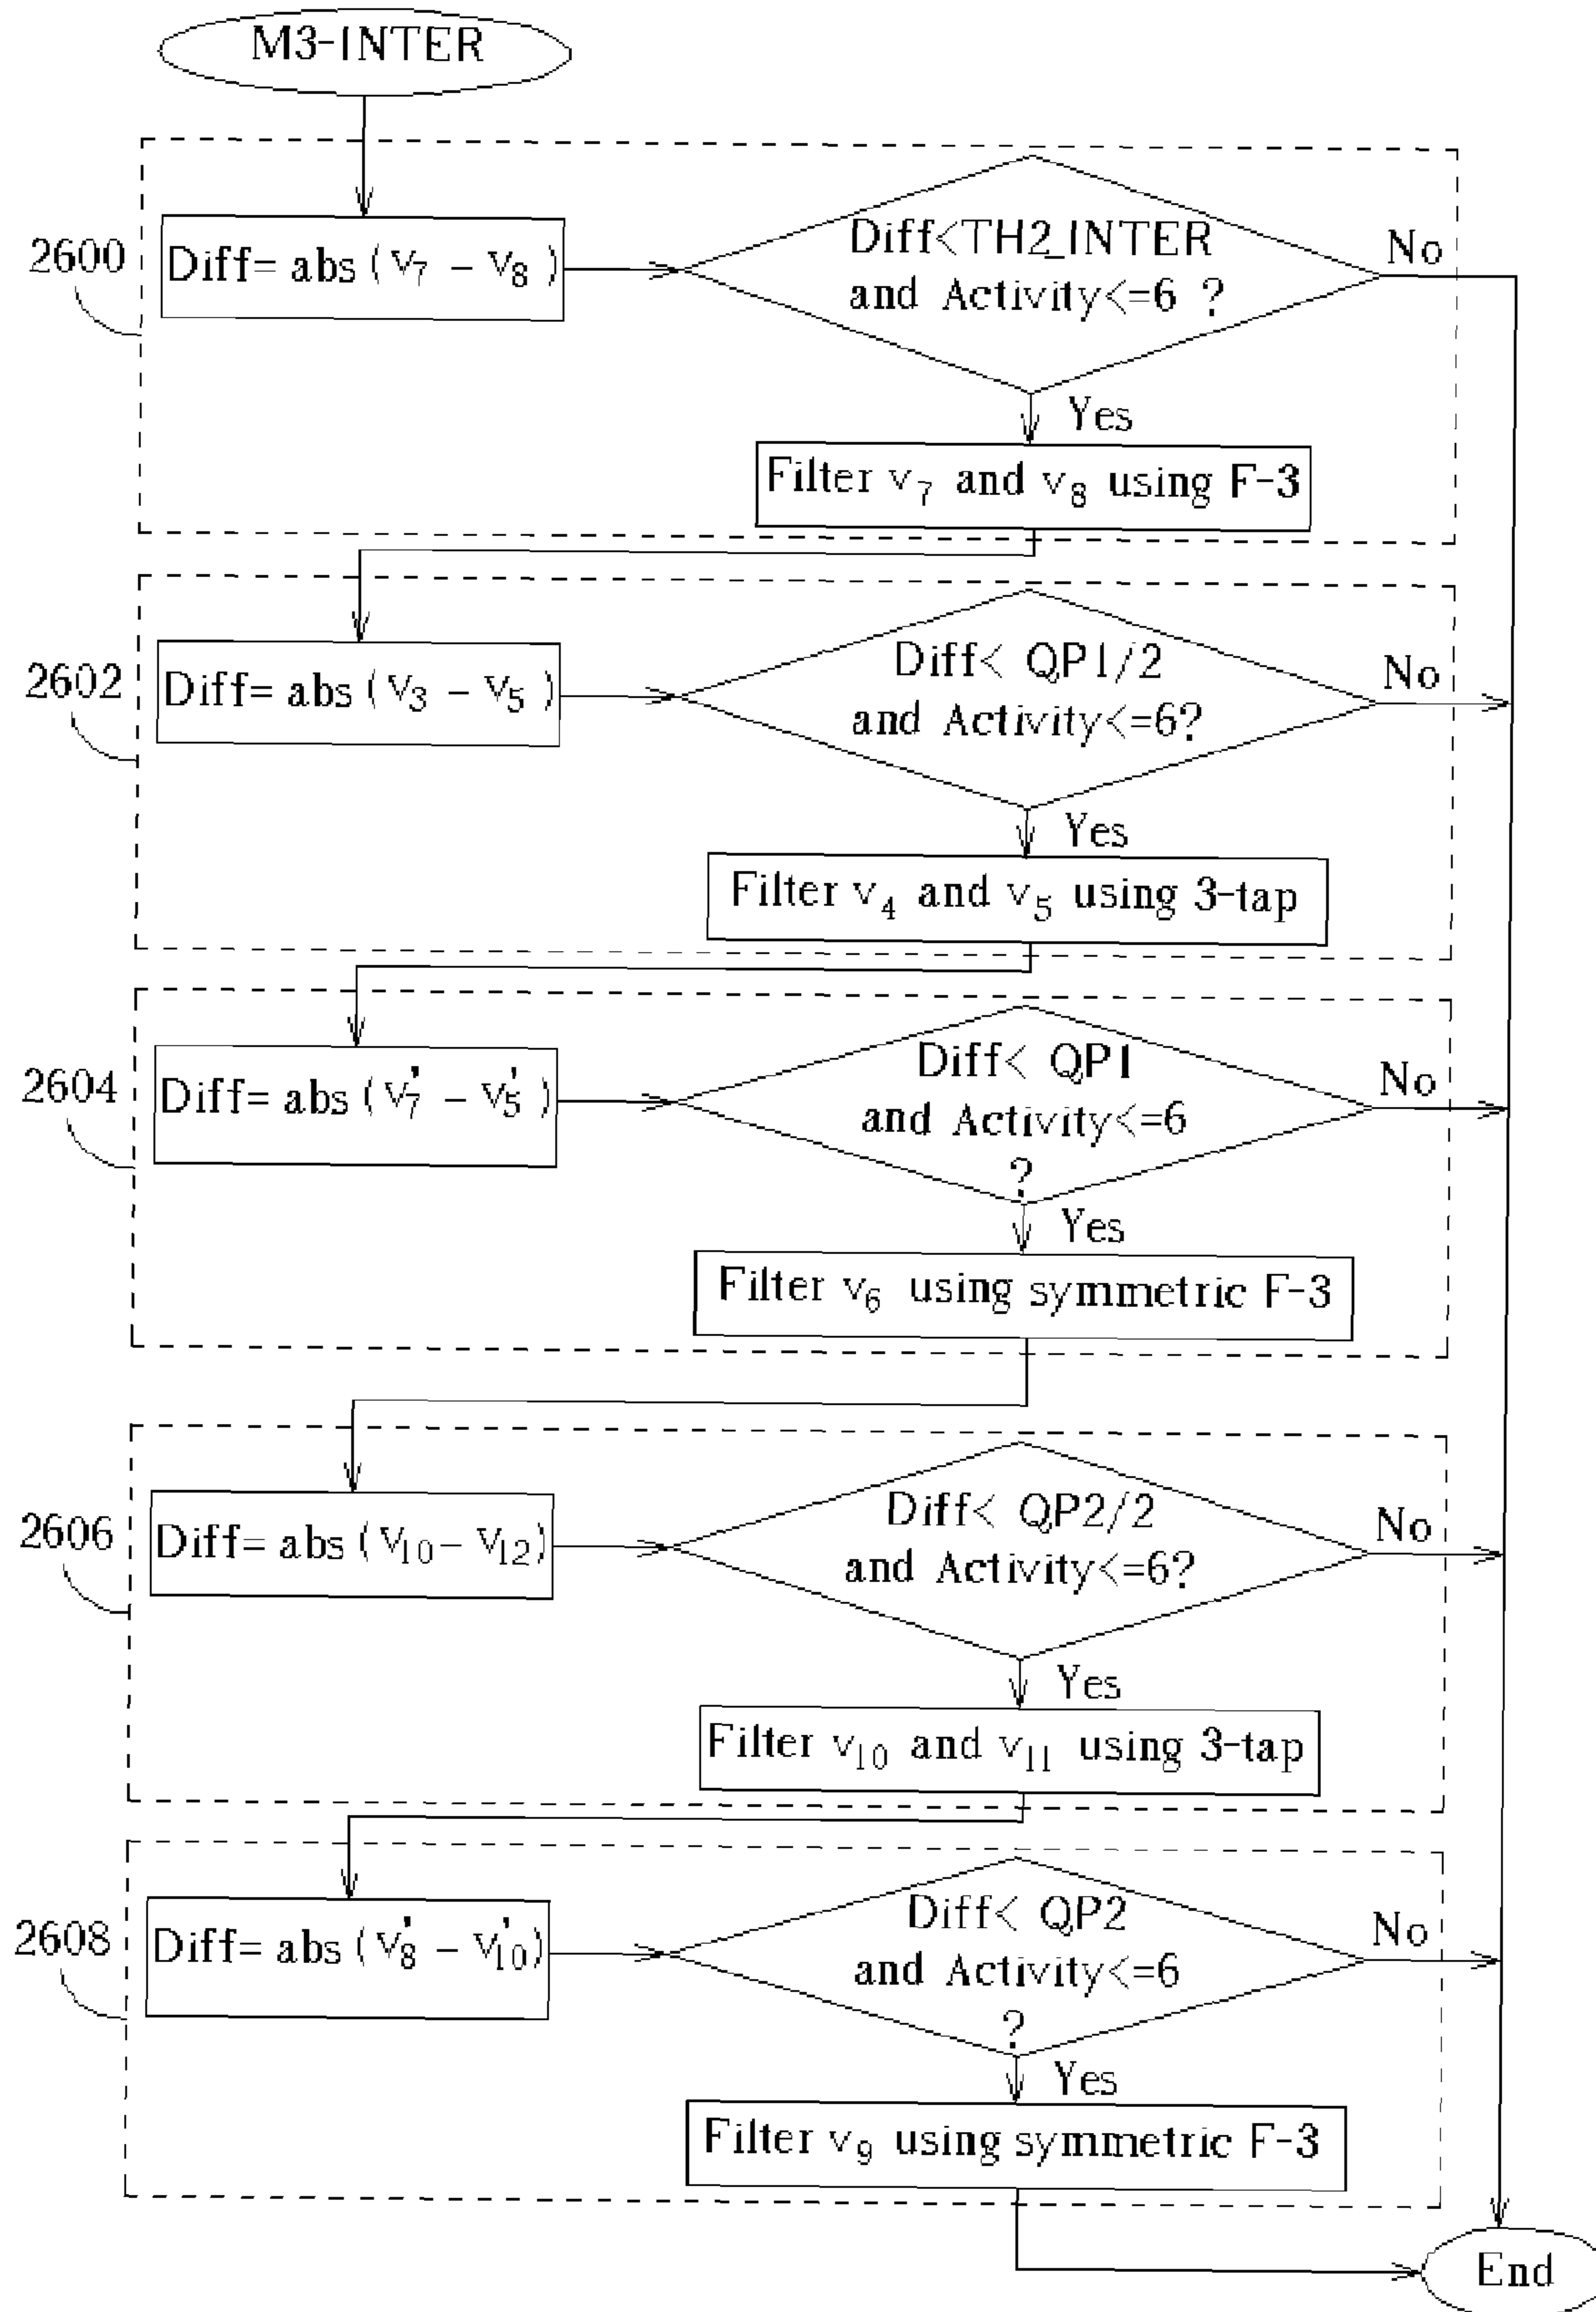 M3-INTER
2600
Diff= abs (V7 - V8 )
Diff<TH2_INTER
and Activity<=6 ?
No
Yes
Filter v7 and v8 using F-3
2602
Diff= abs (V3 - V5 )
Diff< QP1/2
and Activity<=6?
No
Yes
Filter v4 and v5 using 3-tap
2604
Diff= abs (V7' - V5' )
Diff< QP1
and Activity<=6
?
No
Yes
Filter v6 using symmetric F-3
2606
Diff= abs (V10- V12)
Diff< QP2/2
and Activity<=6?
No
Yes
Filter v10 and v11 using 3-tap
2608
Diff= abs (V8' - V10')
Diff< QP2
and Activity<=6
?
No
Yes
Filter v9 using symmetric F-3
End